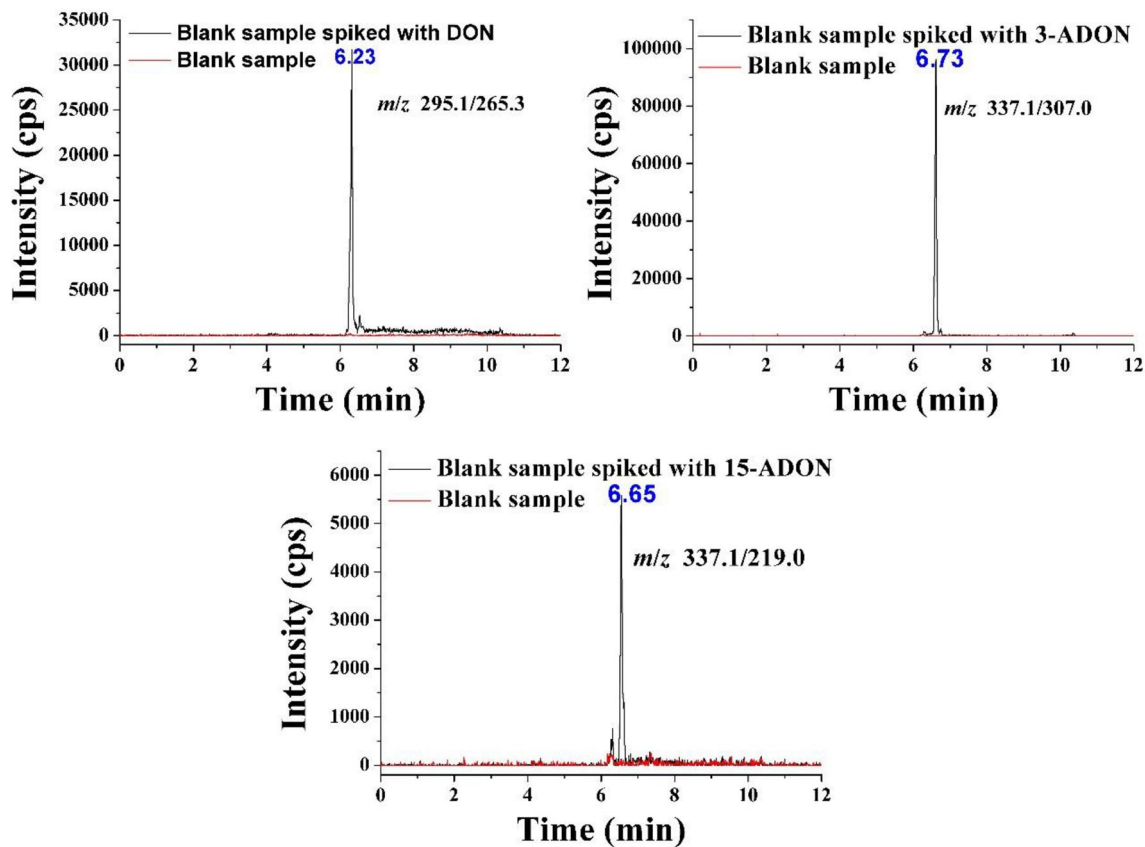 Blank sample spiked with DON
Blank sample
6.23
m/z 295.1/265.3
35000
30000
25000
20000
15000
10000
5000
0
Intensity (cps)
0 2 4 6 8 10 12
Time (min)
Blank sample spiked with 3-ADON
Blank sample
6.73
m/z 337.1/307.0
100000
80000
60000
40000
20000
0
Intensity (cps)
0 2 4 6 8 10 12
Time (min)
Blank sample spiked with 15-ADON
Blank sample
6.65
m/z 337.1/219.0
6000
5000
4000
3000
2000
1000
0
Intensity (cps)
0 2 4 6 8 10 12
Time (min)